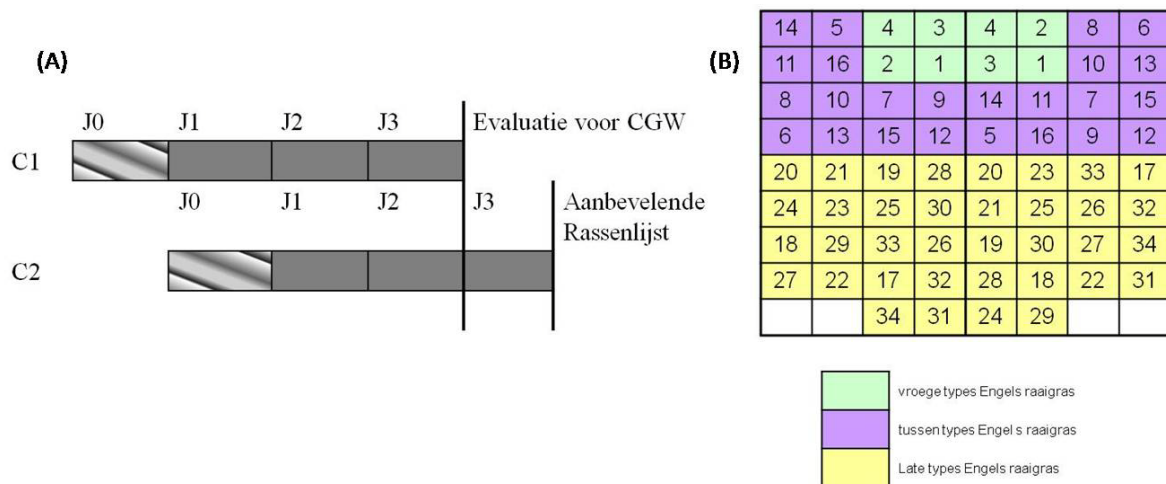 (A)
J0 J1 J2 J3 Evaluatie voor CGW
C1
J0 J1 J2 J3 Aanbevelende
Rassenlijst
C2
(B)
14 5 4 3 4 2 8 6
11 16 2 1 3 1 10 13
8 10 7 9 14 11 7 15
6 13 15 12 5 16 9 12
20 21 19 28 20 23 33 17
24 23 25 30 21 25 26 32
18 29 33 26 19 30 27 34
27 22 17 32 28 18 22 31
34 31 24 29
vroege types Engels raaigras
tussen types Engel s raaigras
Late types Engels raaigras